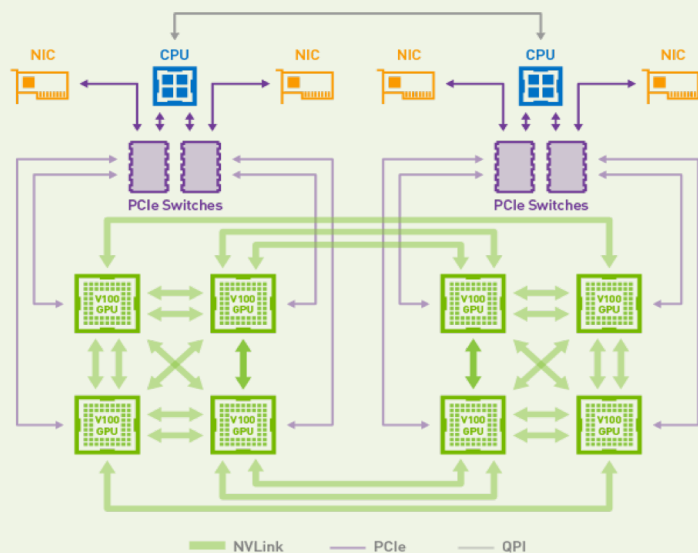 NIC
CPU
NIC
NIC
CPU
NIC
PCIe Switches
PCIe Switches
V100
GPU
V100
GPU
V100
GPU
V100
GPU
V100
GPU
V100
GPU
V100
GPU
V100
GPU
NVLink
PCIe
QPI